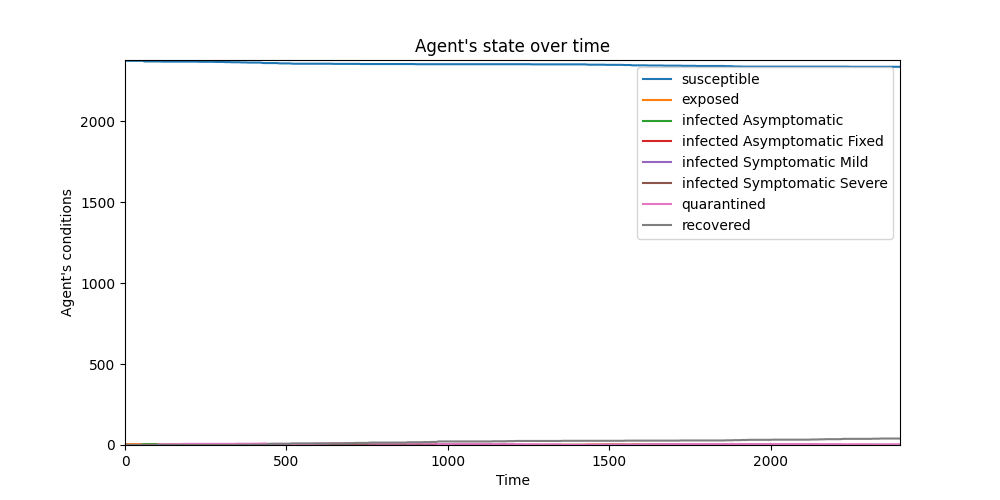 Agent's state over time
susceptible
exposed
infected Asymptomatic
infected Asymptomatic Fixed
infected Symptomatic Mild
infected Symptomatic Severe
quarantined
recovered
Agent's conditions
2000
1500
1000
500
0
0 500 1000 1500 2000
Time